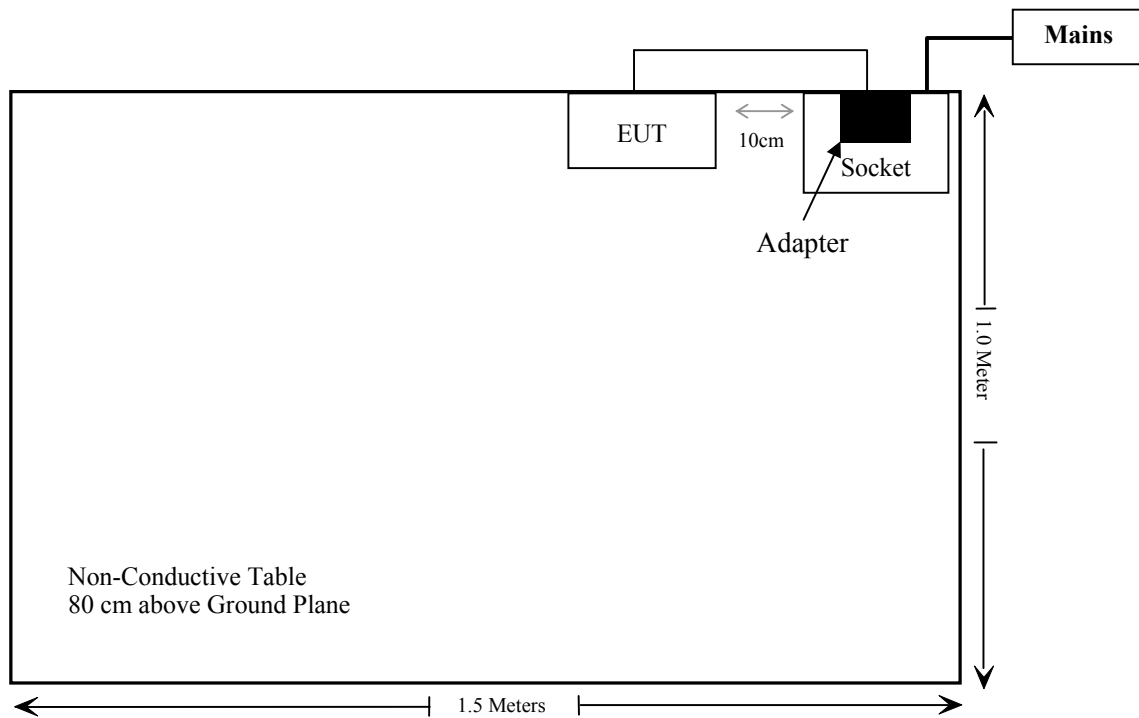 Mains
EUT
10cm
Socket
Adapter
1.0 Meter
Non-Conductive Table
80 cm above Ground Plane
1.5 Meters